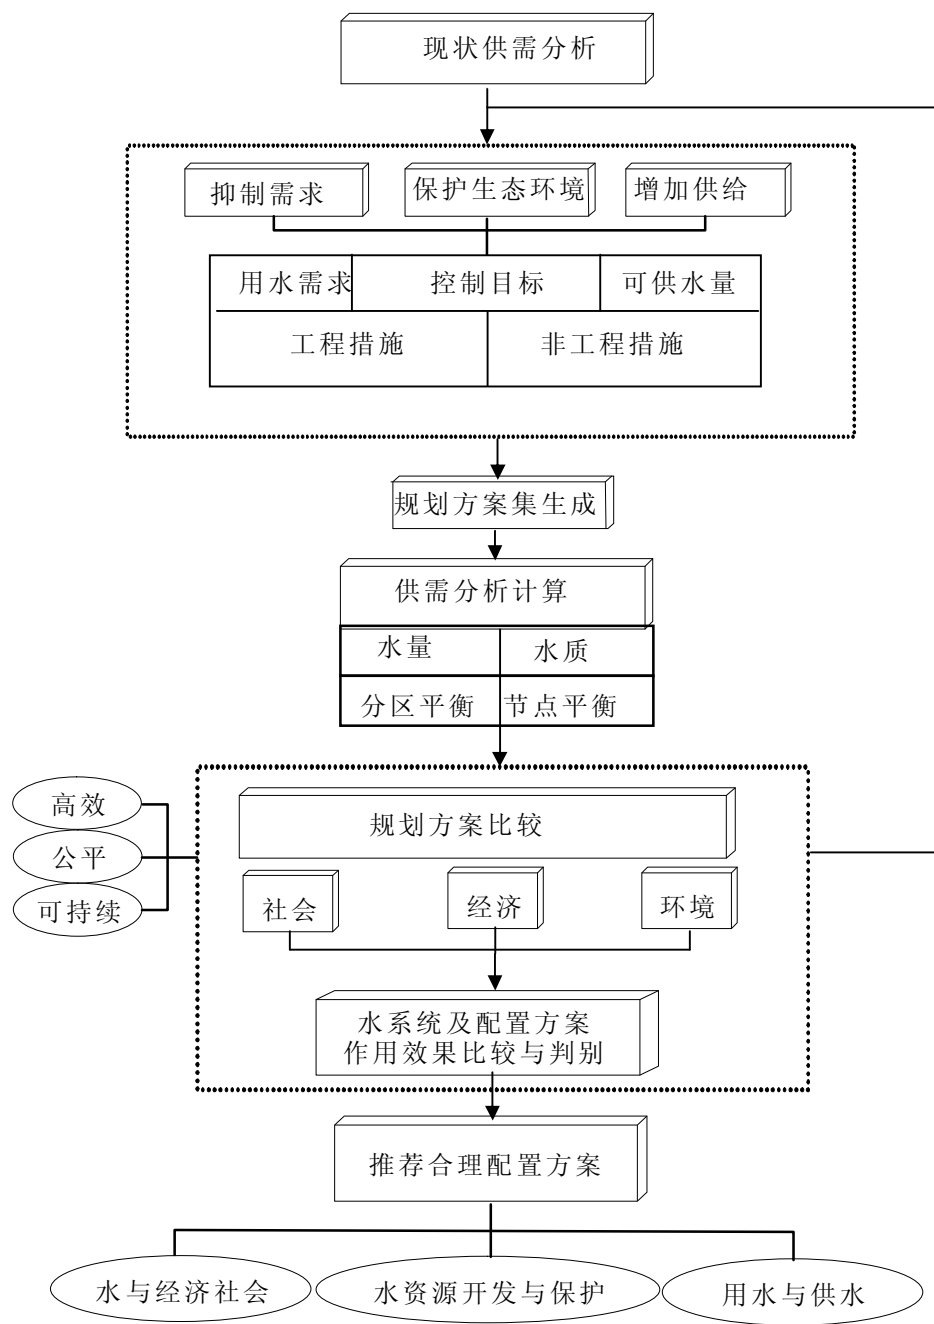 现状供需分析
抑制需求
保护生态环境
增加供给
用水需求
控制目标
可供水量
工程措施
非工程措施
规划方案集生成
供需分析计算
水量
水质
分区平衡
节点平衡
高效
公平
可持续
规划方案比较
社会
经济
环境
水系统及配置方案
作用效果比较与判别
推荐合理配置方案
水与经济社会
水资源开发与保护
用水与供水